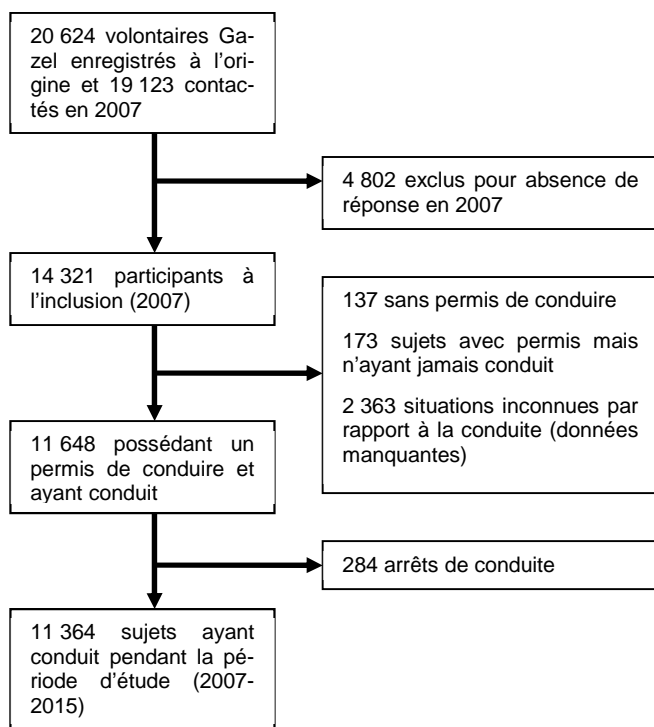 20 624 volontaires Ga-
zel enregistrés à l'ori-
gine et 19 123 contac-
tés en 2007
4 802 exclus pour absence de
réponse en 2007
14 321 participants à
l'inclusion (2007)
137 sans permis de conduire
173 sujets avec permis mais
n'ayant jamais conduit
2 363 situations inconnues par
rapport à la conduite (données
manquantes)
11 648 possédant un
permis de conduire et
ayant conduit
284 arrêts de conduite
11 364 sujets ayant
conduit pendant la pé-
riode d'étude (2007-
2015)